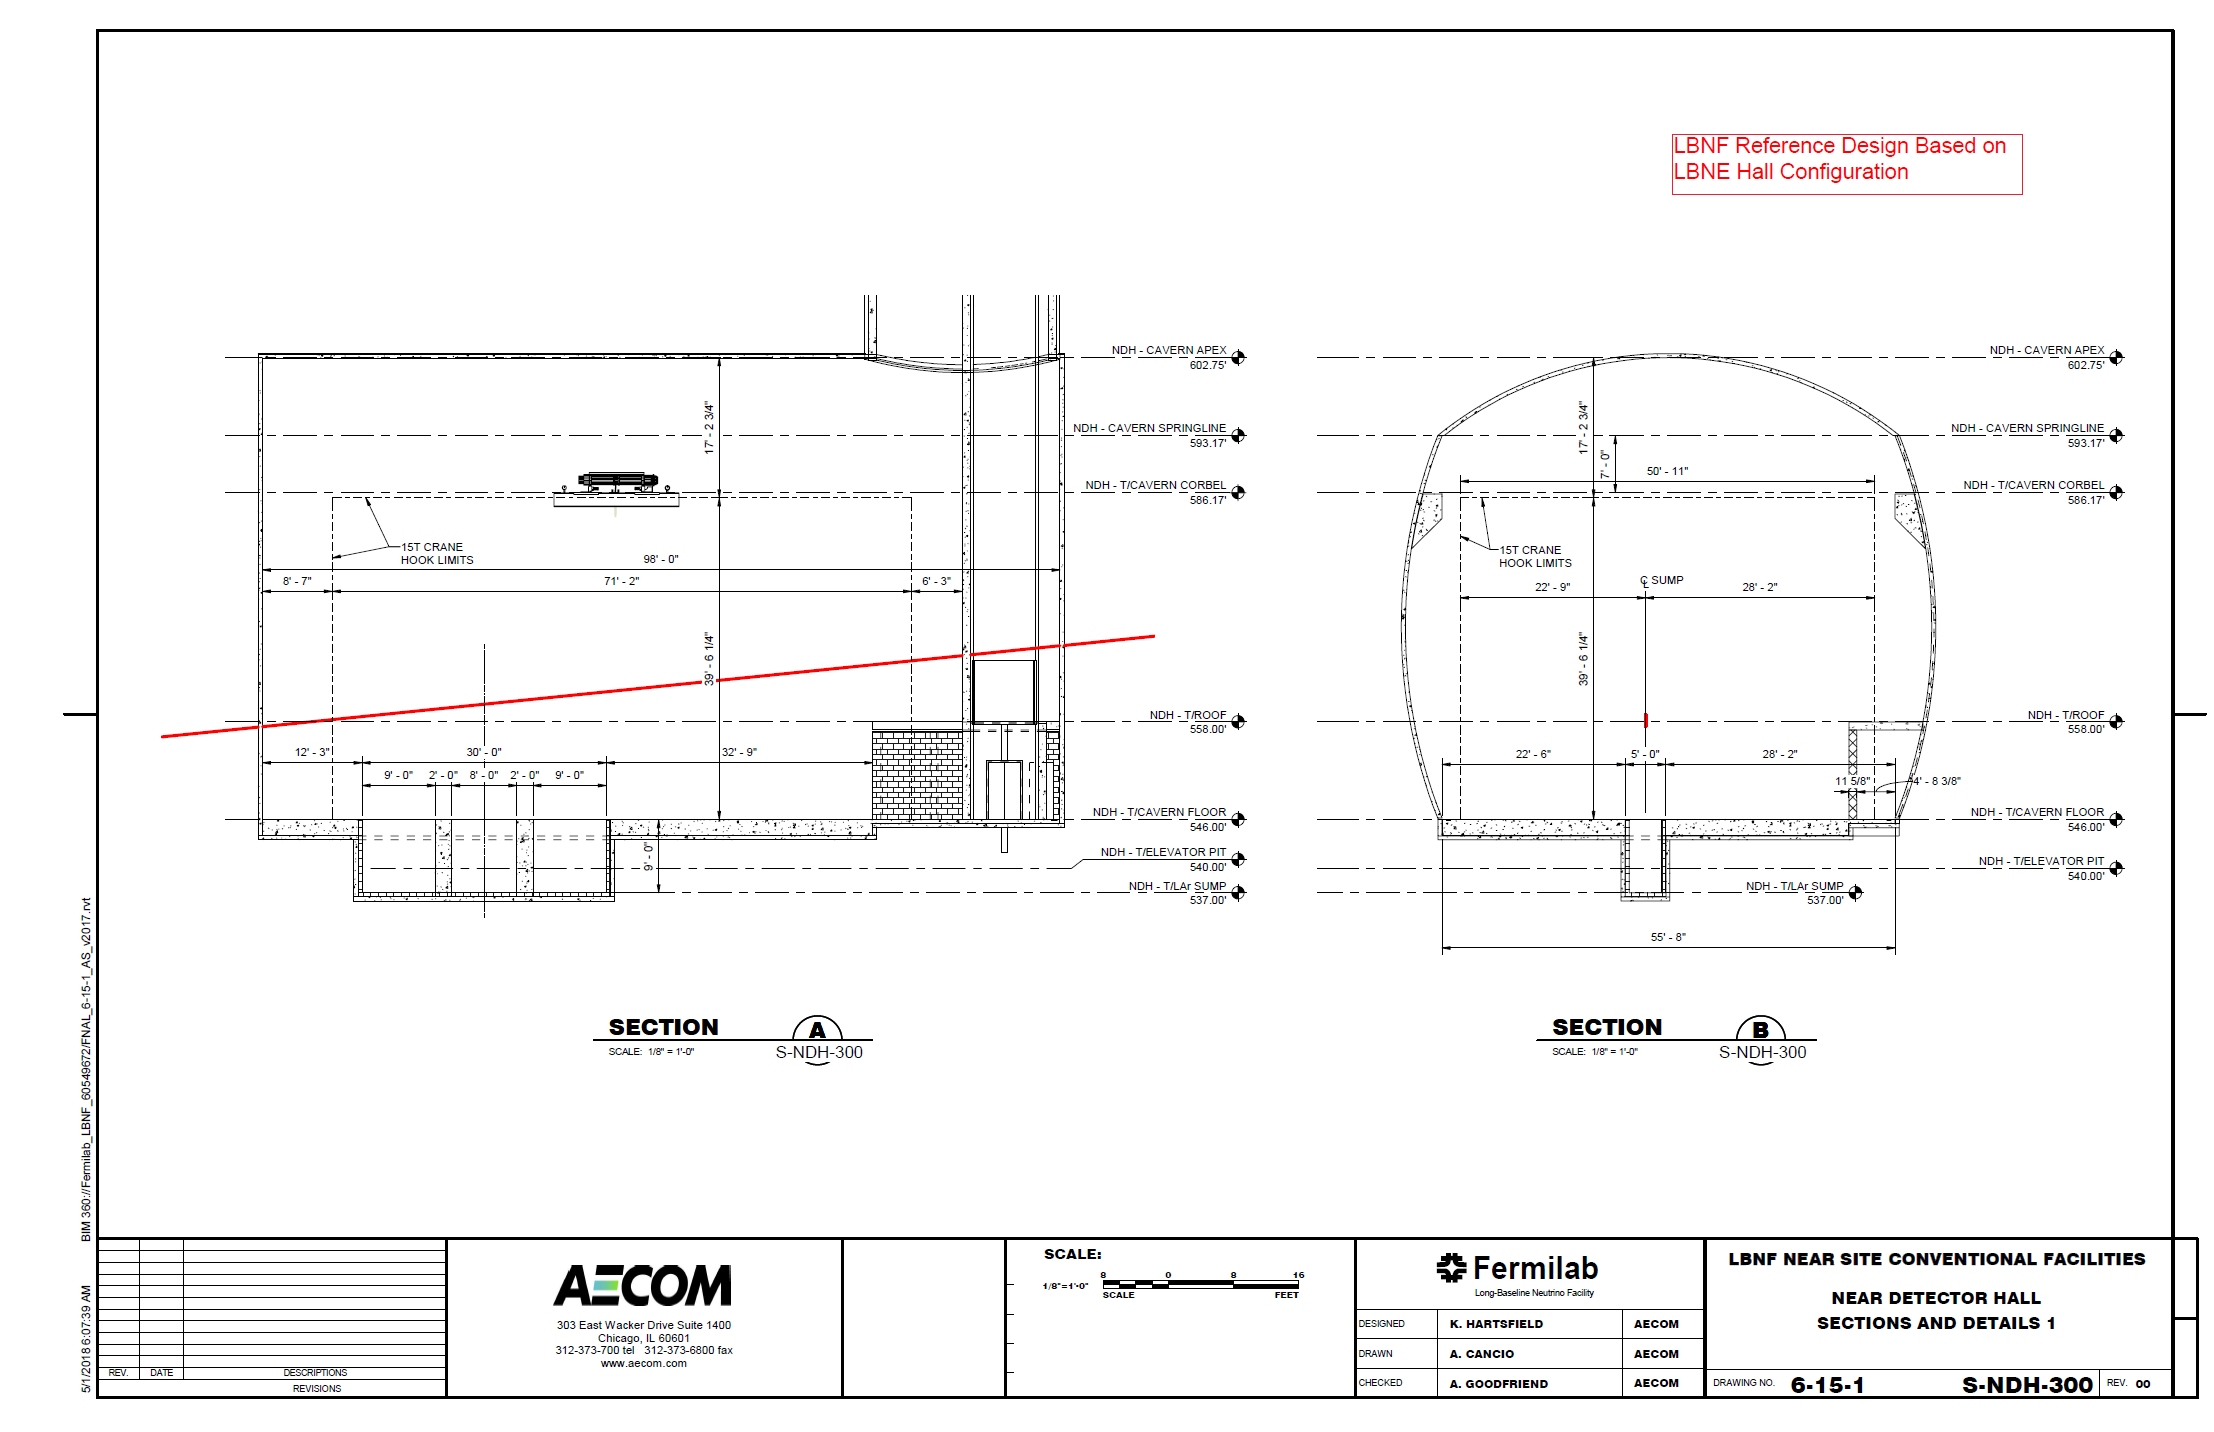 LBNF Reference Design Based on
LBNE Hall Configuration
NDH - CAVERN APEX
602.75'
NDH - CAVERN SPRINGLINE
593.17'
NDH - T/CAVERN CORBEL
586.17'
17' - 2 3/4"
15T CRANE
HOOK LIMITS
98' - 0"
8' - 7"
71' - 2"
6' - 3"
39' - 6 1/4"
NDH - T/ROOF
558.00'
12' - 3"
30' - 0"
32' - 9"
9' - 0"
2' - 0"
8' - 0"
2' - 0"
9' - 0"
NDH - T/CAVERN FLOOR
546.00'
9' - 0"
NDH - T/ELEVATOR PIT
540.00'
NDH - T/LAr SUMP
537.00'
SECTION
A
SCALE: 1/8" = 1'-0"
S-NDH-300
NDH - CAVERN APEX
602.75'
NDH - CAVERN SPRINGLINE
593.17'
17' - 2 3/4"
7' - 0"
50' - 11"
NDH - T/CAVERN CORBEL
586.17'
15T CRANE
HOOK LIMITS
CL SUMP
22' - 9"
28' - 2"
39' - 6 1/4"
NDH - T/ROOF
558.00'
22' - 6"
5' - 0"
28' - 2"
11 5/8"
4' - 8 3/8"
NDH - T/CAVERN FLOOR
546.00'
NDH - T/ELEVATOR PIT
540.00'
NDH - T/LAr SUMP
537.00'
55' - 8"
SECTION
B
SCALE: 1/8" = 1'-0"
S-NDH-300
BIM 360://Fermilab_LBNF_60549672/FNAL_6-15-1_AS_v2017.rvt
5/1/2018 6:07:39 AM
REV.
DATE
DESCRIPTIONS
REVISIONS
AECOM
303 East Wacker Drive Suite 1400
Chicago, IL 60601
312-373-700 tel 312-373-6800 fax
www.aecom.com
SCALE:
8 0 8 16
1/8"=1'-0"
SCALE FEET
Fermilab
Long-Baseline Neutrino Facility
DESIGNED K. HARTSFIELD AECOM
DRAWN A. CANCIO AECOM
CHECKED A. GOODFRIEND AECOM
LBNF NEAR SITE CONVENTIONAL FACILITIES
NEAR DETECTOR HALL
SECTIONS AND DETAILS 1
DRAWING NO. 6-15-1 S-NDH-300 REV. 00